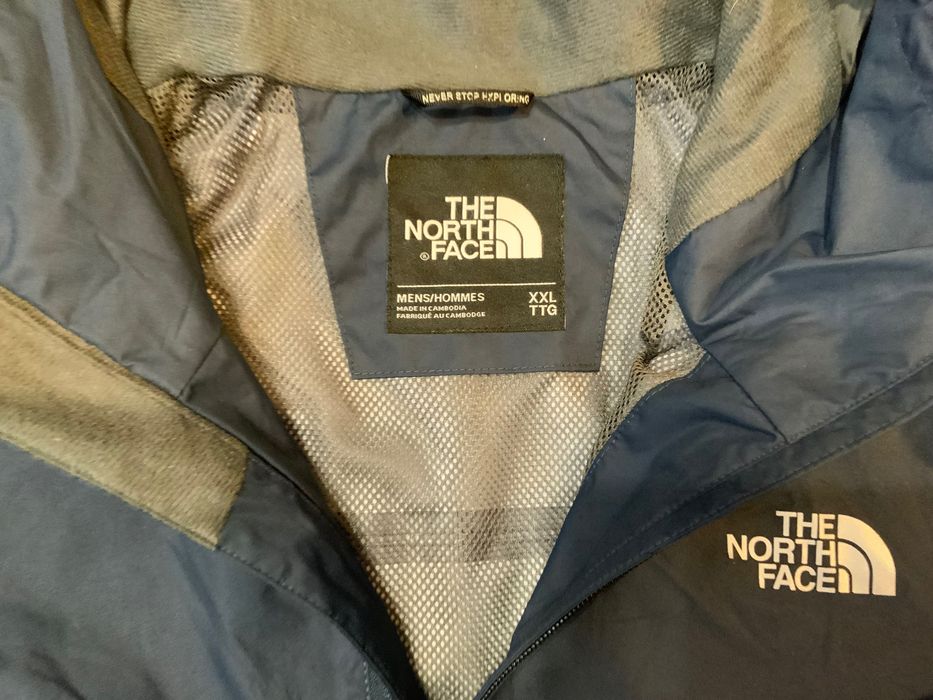 NEVER STOP EXPLORING
THE
NORTH
FACE
®
MENS/HOMMES XXL
MADE IN CAMBODIA TTG
FABRIQUÉ AU CAMBODGE
THE
NORTH
FACE